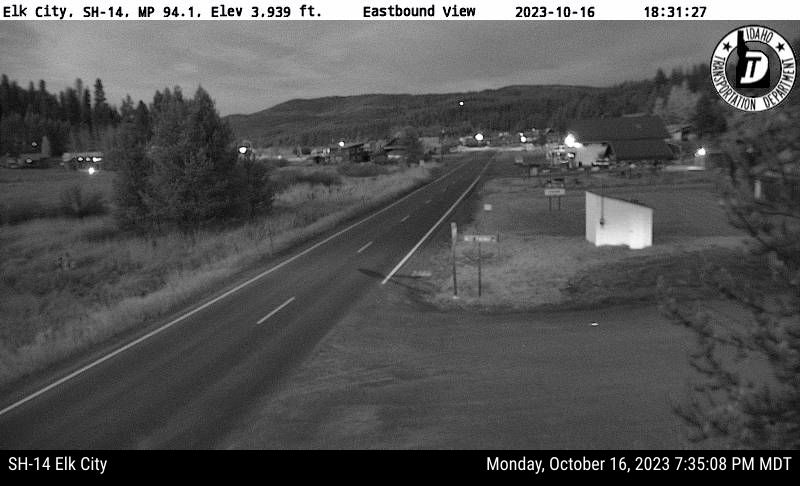 Elk City, SH-14, MP 94.1, Elev 3,939 ft. Eastbound View 2023-10-16 18:31:27
IDAHO TRANSPORTATION DEPARTMENT
SH-14 Elk City Monday, October 16, 2023 7:35:08 PM MDT